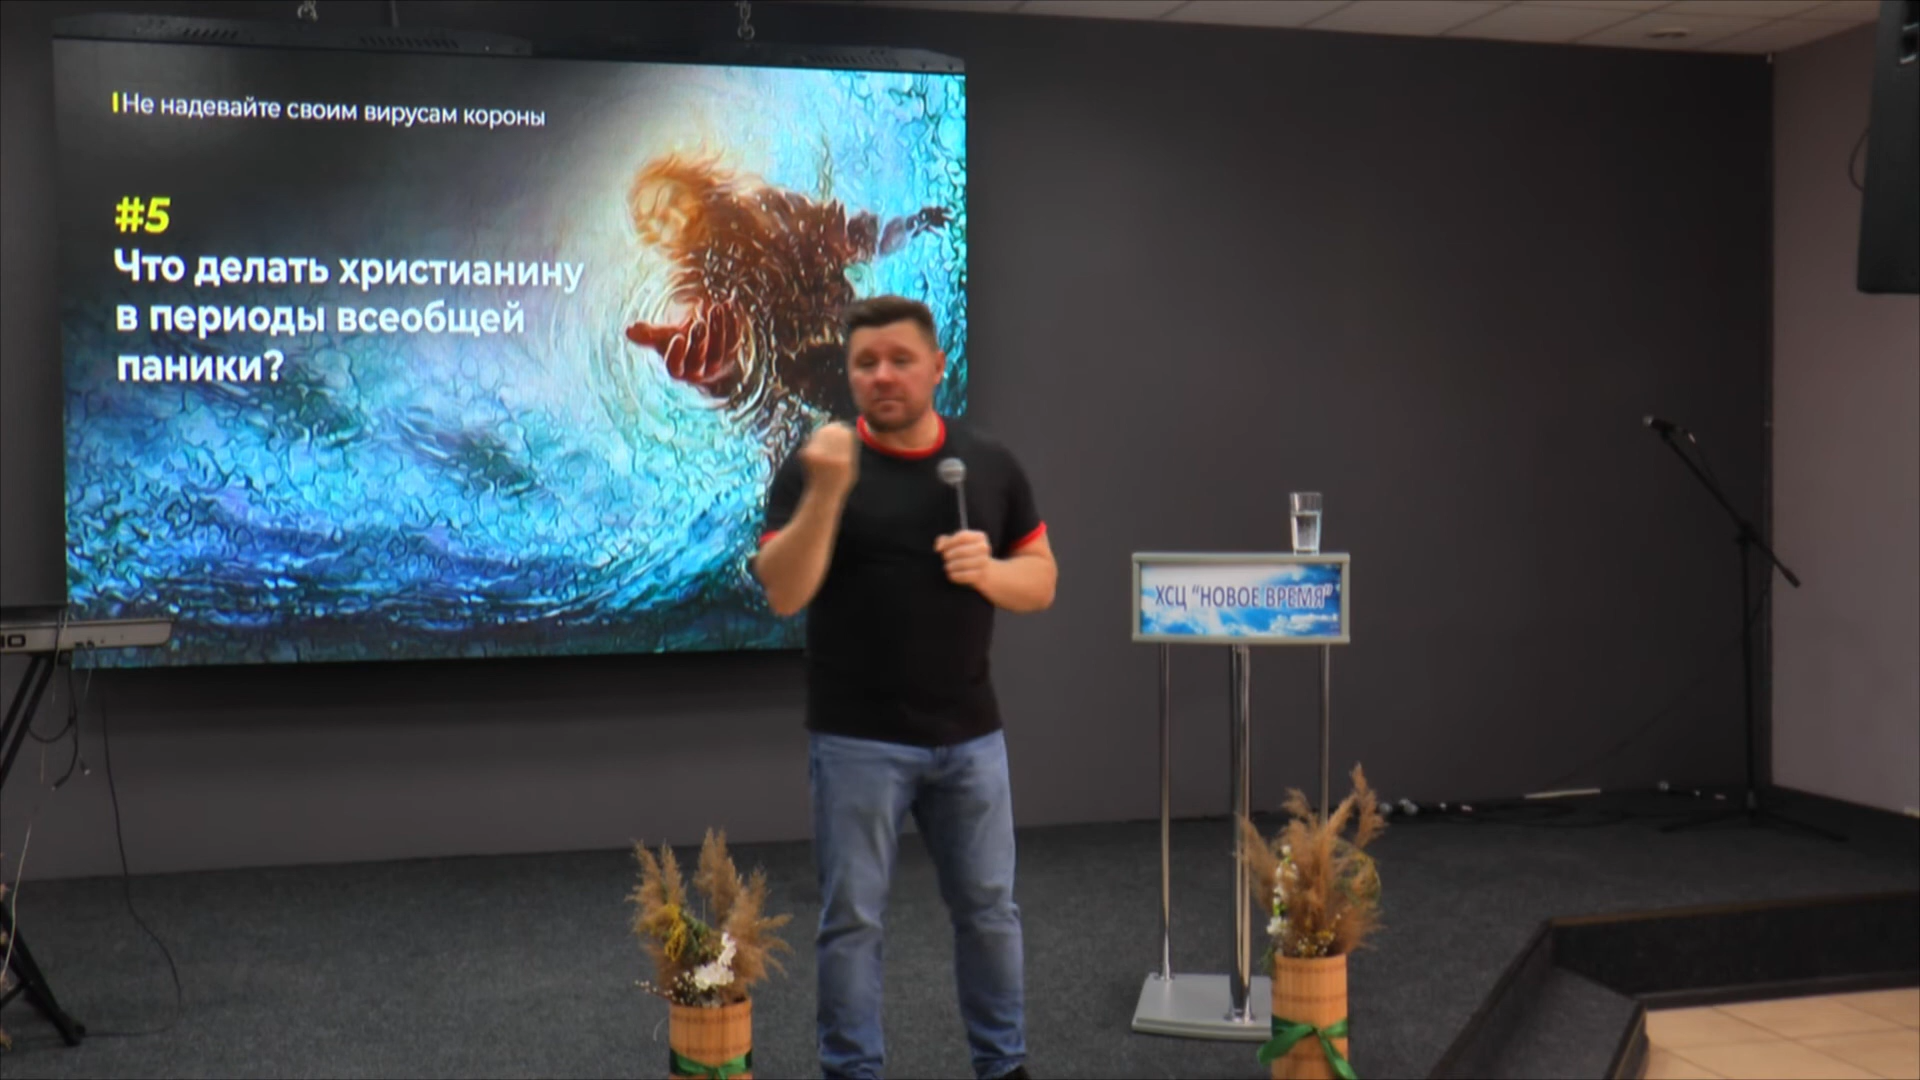 Не надевайте своим вирусам короны
#5
Что делать христианину
в периоды всеобщей
паники?
ХСЦ "НОВОЕ ВРЕМЯ"